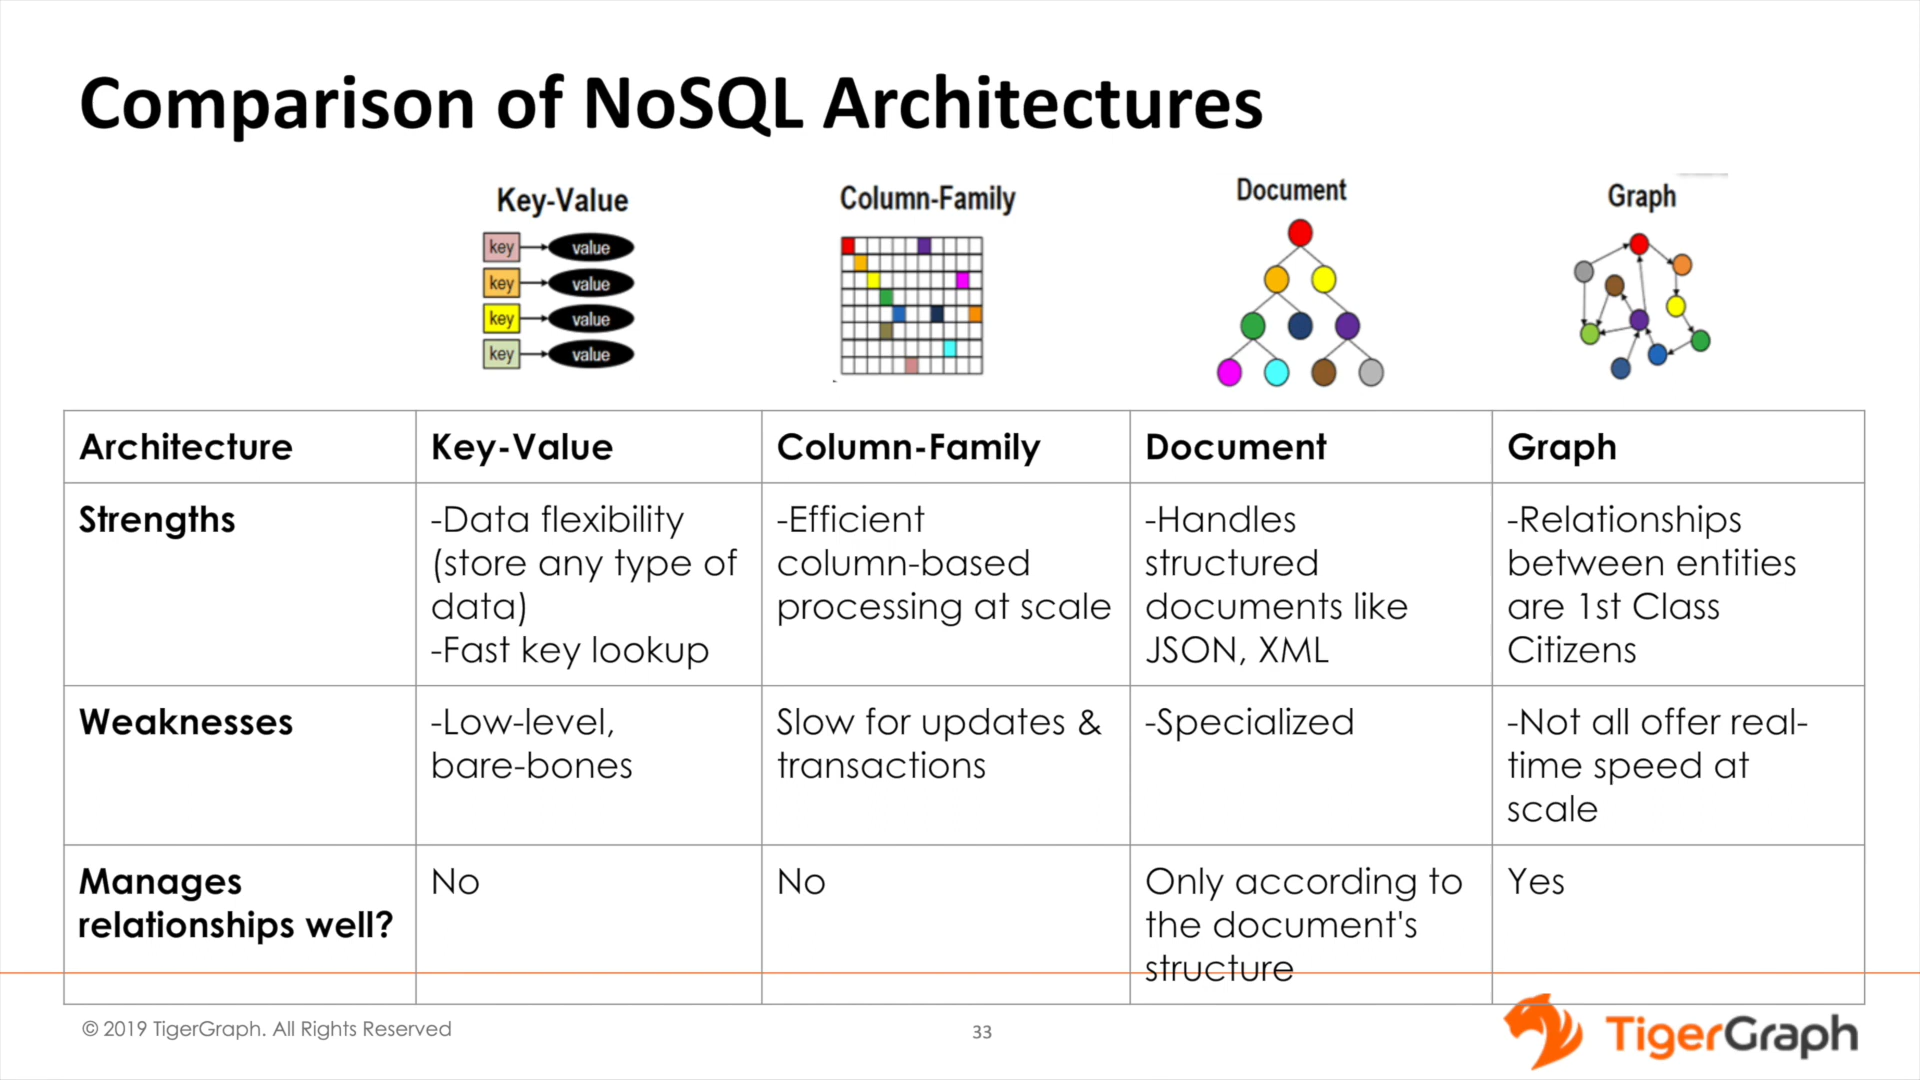 Comparison of NoSQL Architectures
Key-Value
Column-Family
Document
Graph
key value
key value
key value
key value
Architecture
Key-Value
Column-Family
Document
Graph
Strengths
-Data flexibility
(store any type of
data)
-Fast key lookup
-Efficient
column-based
processing at scale
-Handles
structured
documents like
JSON, XML
-Relationships
between entities
are 1st Class
Citizens
Weaknesses
-Low-level,
bare-bones
Slow for updates &
transactions
-Specialized
-Not all offer real-
time speed at
scale
Manages
relationships well?
No
No
Only according to
the document's
structure
Yes
© 2019 TigerGraph. All Rights Reserved
33
TigerGraph